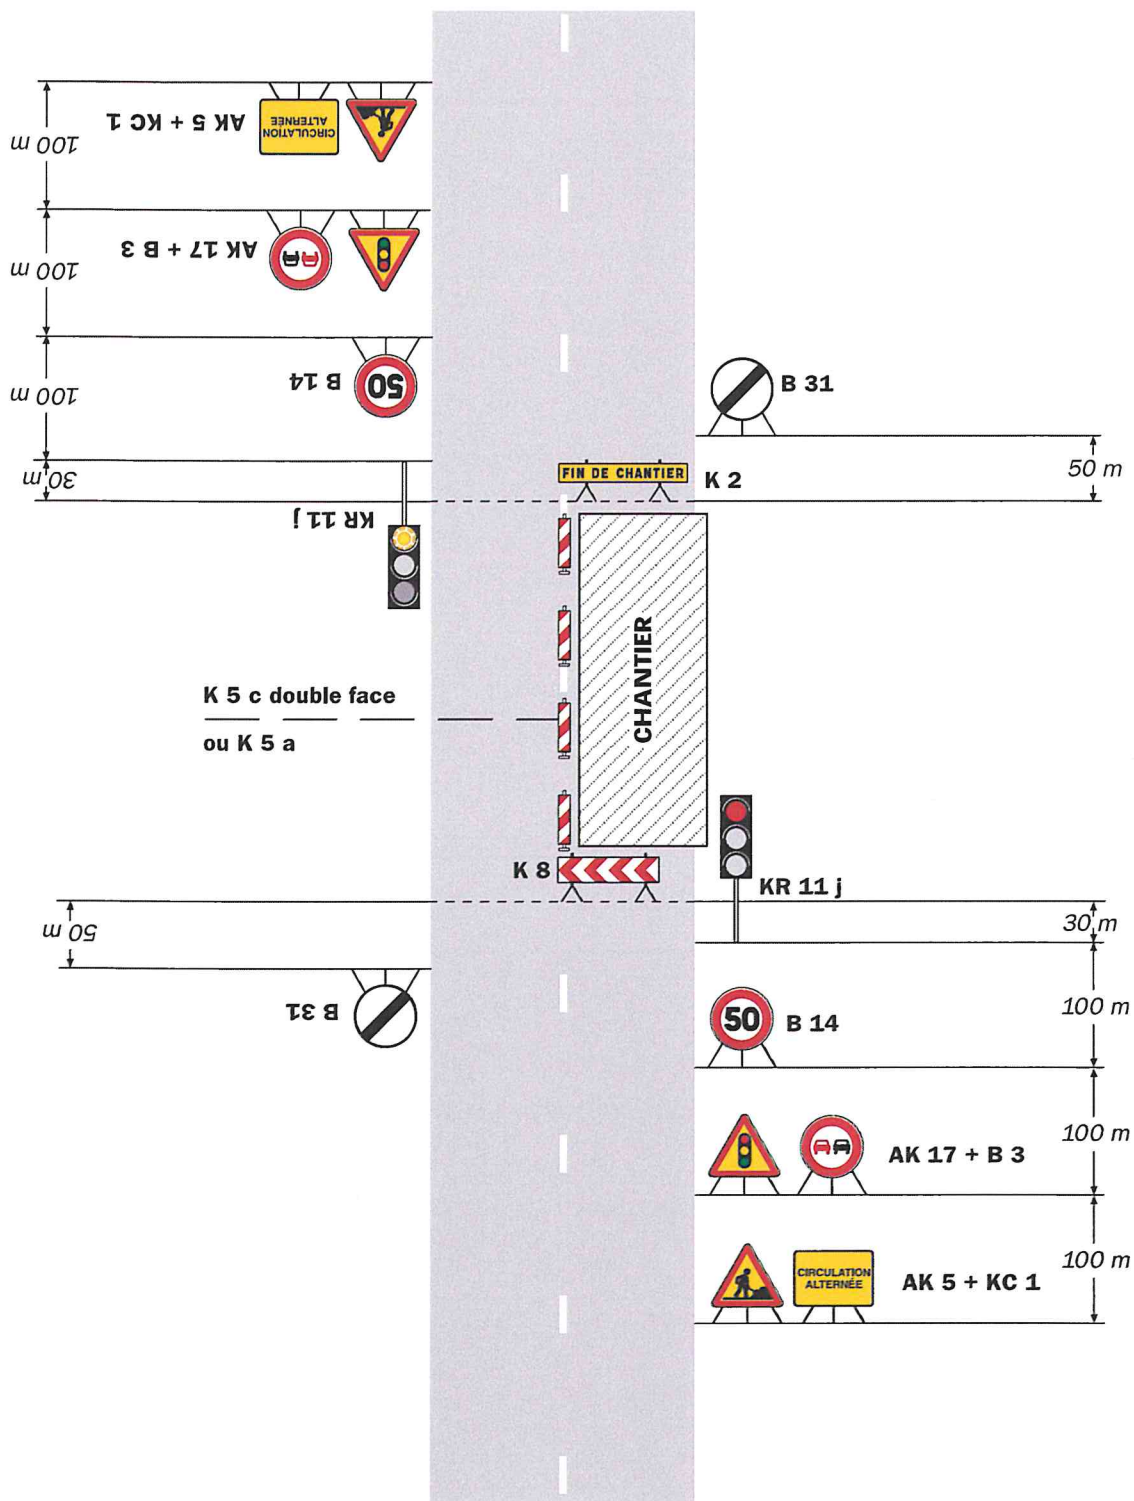 100 m
AK 5 + KC 1
CIRCULATION
ALTERNÉE
100 m
AK 17 + B 3
100 m
B 14
50
B 31
30 m
KR 11 j
FIN DE CHANTIER
K 2
50 m
CHANTIER
K 5 c double face
ou K 5 a
K 8
KR 11 j
50 m
30 m
B 31
50
B 14
100 m
AK 17 + B 3
100 m
CIRCULATION
ALTERNÉE
AK 5 + KC 1
100 m